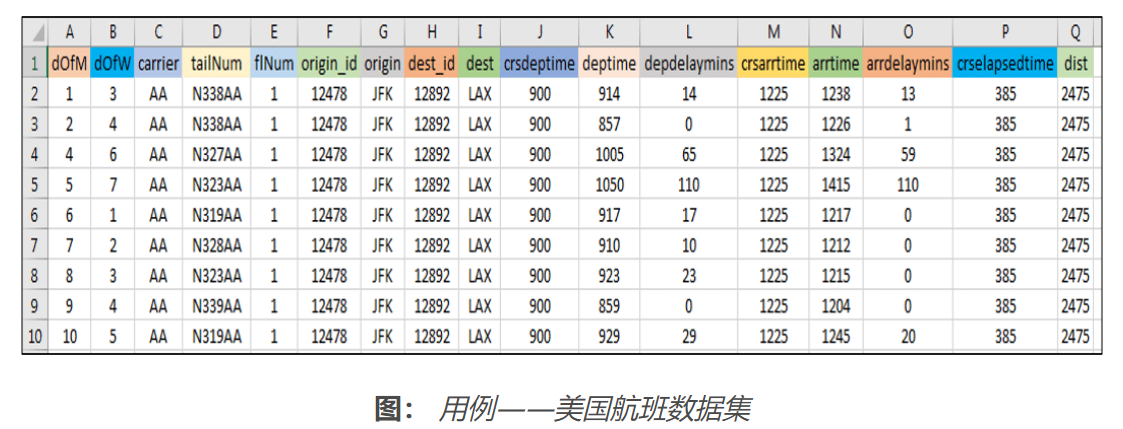 A B C D E F G H I J K L M N O P Q
1 dOfM dOfW carrier tailNum flNum origin_id origin dest_id dest crsdeptime deptime depdelaymins crsarrtime arrtime arrdelaymins crselapsedtime dist
2 1 3 AA N338AA 1 12478 JFK 12892 LAX 900 914 14 1225 1238 13 385 2475
3 2 4 AA N338AA 1 12478 JFK 12892 LAX 900 857 0 1225 1226 1 385 2475
4 4 6 AA N327AA 1 12478 JFK 12892 LAX 900 1005 65 1225 1324 59 385 2475
5 5 7 AA N323AA 1 12478 JFK 12892 LAX 900 1050 110 1225 1415 110 385 2475
6 6 1 AA N319AA 1 12478 JFK 12892 LAX 900 917 17 1225 1217 0 385 2475
7 7 2 AA N328AA 1 12478 JFK 12892 LAX 900 910 10 1225 1212 0 385 2475
8 8 3 AA N323AA 1 12478 JFK 12892 LAX 900 923 23 1225 1215 0 385 2475
9 9 4 AA N339AA 1 12478 JFK 12892 LAX 900 859 0 1225 1204 0 385 2475
10 10 5 AA N319AA 1 12478 JFK 12892 LAX 900 929 29 1225 1245 20 385 2475
图： 用例——美国航班数据集